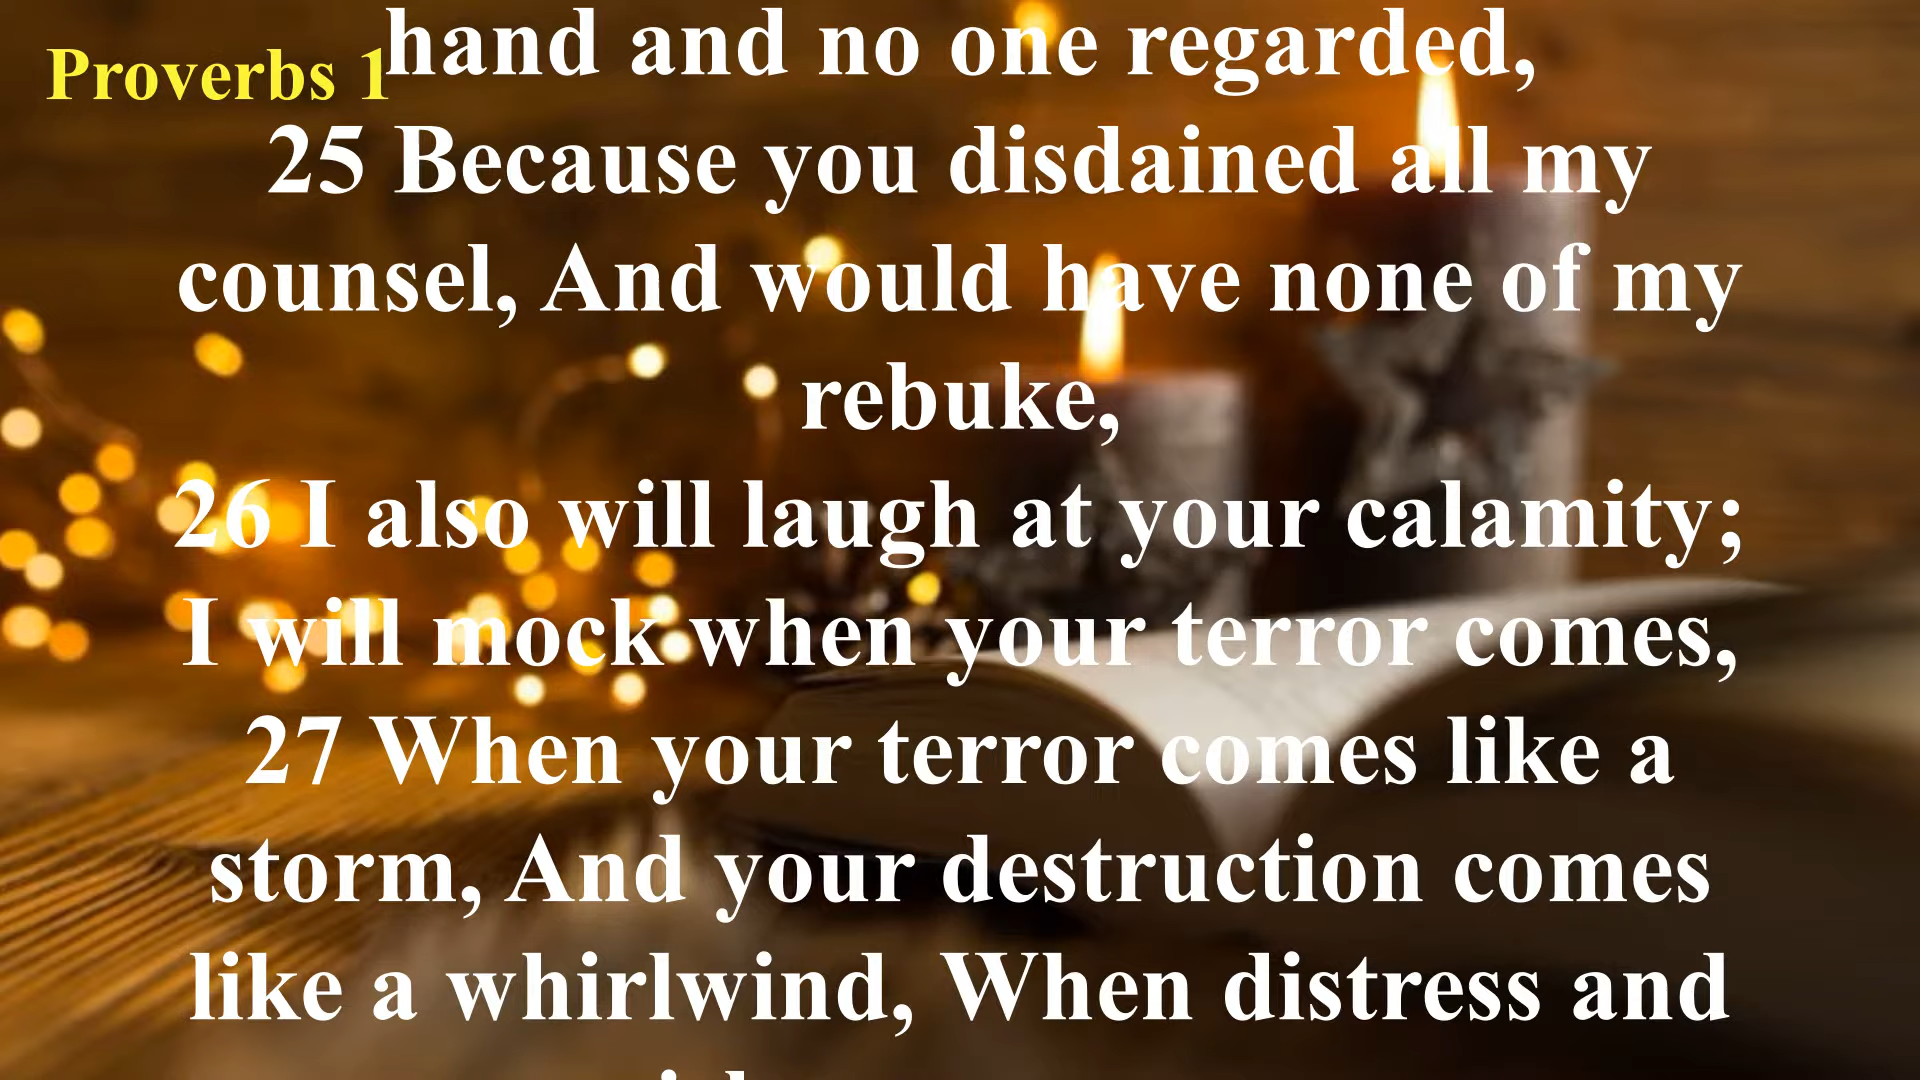 Proverbs 1
hand and no one regarded,
25 Because you disdained all my
counsel, And would have none of my
rebuke,
26 I also will laugh at your calamity;
I will mock when your terror comes,
27 When your terror comes like a
storm, And your destruction comes
like a whirlwind, When distress and